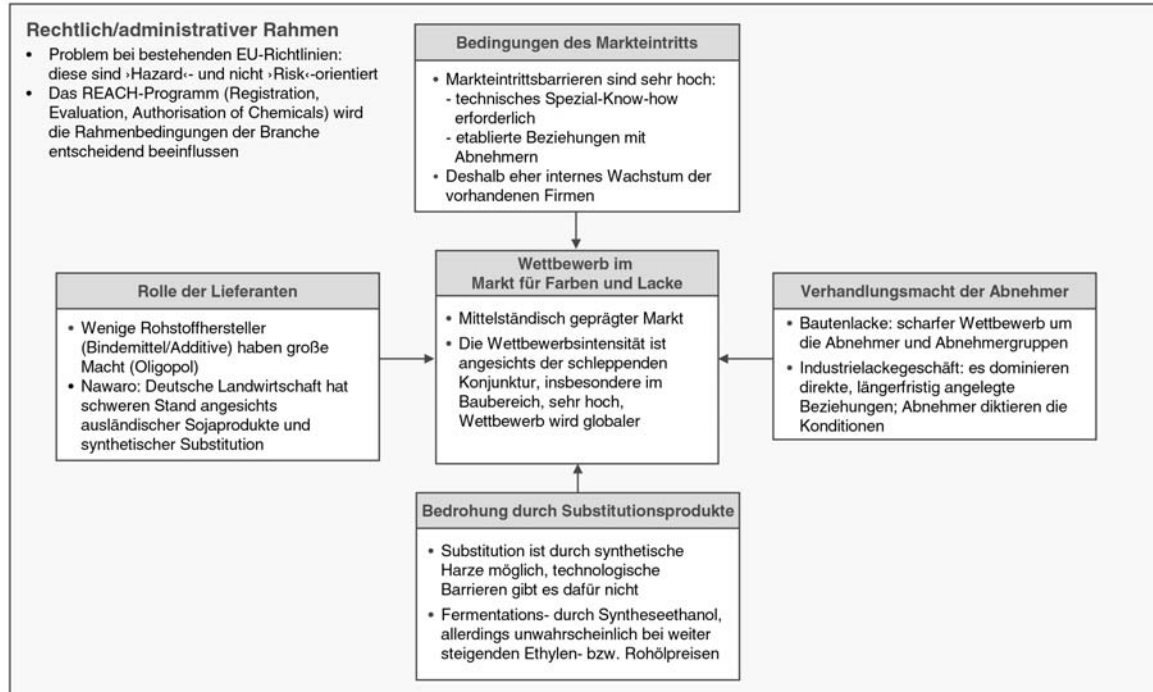 Rechtlich/administrativer Rahmen
• Problem bei bestehenden EU-Richtlinien:
diese sind ›Hazard‹- und nicht ›Risk‹-orientiert
• Das REACH-Programm (Registration,
Evaluation, Authorisation of Chemicals) wird
die Rahmenbedingungen der Branche
entscheidend beeinflussen
Bedingungen des Markteintritts
• Markteintrittsbarrieren sind sehr hoch:
- technisches Spezial-Know-how
erforderlich
- etablierte Beziehungen mit
Abnehmern
• Deshalb eher internes Wachstum der
vorhandenen Firmen
Rolle der Lieferanten
• Wenige Rohstoffhersteller
(Bindemittel/Additive) haben große
Macht (Oligopol)
• Nawaro: Deutsche Landwirtschaft hat
schweren Stand angesichts
ausländischer Sojaprodukte und
synthetischer Substitution
Wettbewerb im
Markt für Farben und Lacke
• Mittelständisch geprägter Markt
• Die Wettbewerbsintensität ist
angesichts der schleppenden
Konjunktur, insbesondere im
Baubereich, sehr hoch,
Wettbewerb wird globaler
Verhandlungsmacht der Abnehmer
• Bautenlacke: scharfer Wettbewerb um
die Abnehmer und Abnehmergruppen
• Industrielackegeschäft: es dominieren
direkte, längerfristig angelegte
Beziehungen; Abnehmer diktieren die
Konditionen
Bedrohung durch Substitutionsprodukte
• Substitution ist durch synthetische
Harze möglich, technologische
Barrieren gibt es dafür nicht
• Fermentations- durch Syntheseethanol,
allerdings unwahrscheinlich bei weiter
steigenden Ethylen- bzw. Rohölpreisen